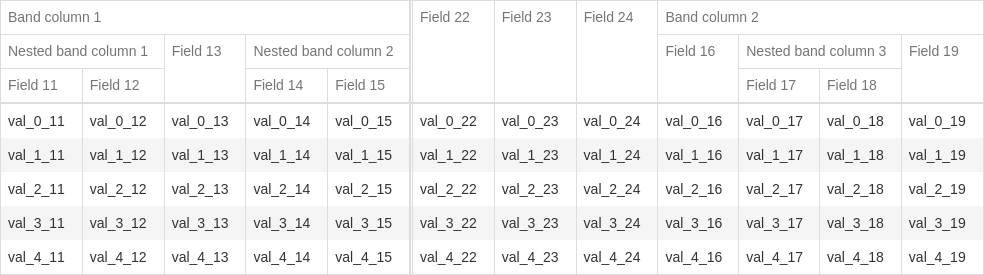 Band column 1 Field 22 Field 23 Field 24 Band column 2
Nested band column 1 Field 13 Nested band column 2 Field 16 Nested band column 3 Field 19
Field 11 Field 12 Field 14 Field 15 Field 17 Field 18
val_0_11 val_0_12 val_0_13 val_0_14 val_0_15 val_0_22 val_0_23 val_0_24 val_0_16 val_0_17 val_0_18 val_0_19
val_1_11 val_1_12 val_1_13 val_1_14 val_1_15 val_1_22 val_1_23 val_1_24 val_1_16 val_1_17 val_1_18 val_1_19
val_2_11 val_2_12 val_2_13 val_2_14 val_2_15 val_2_22 val_2_23 val_2_24 val_2_16 val_2_17 val_2_18 val_2_19
val_3_11 val_3_12 val_3_13 val_3_14 val_3_15 val_3_22 val_3_23 val_3_24 val_3_16 val_3_17 val_3_18 val_3_19
val_4_11 val_4_12 val_4_13 val_4_14 val_4_15 val_4_22 val_4_23 val_4_24 val_4_16 val_4_17 val_4_18 val_4_19